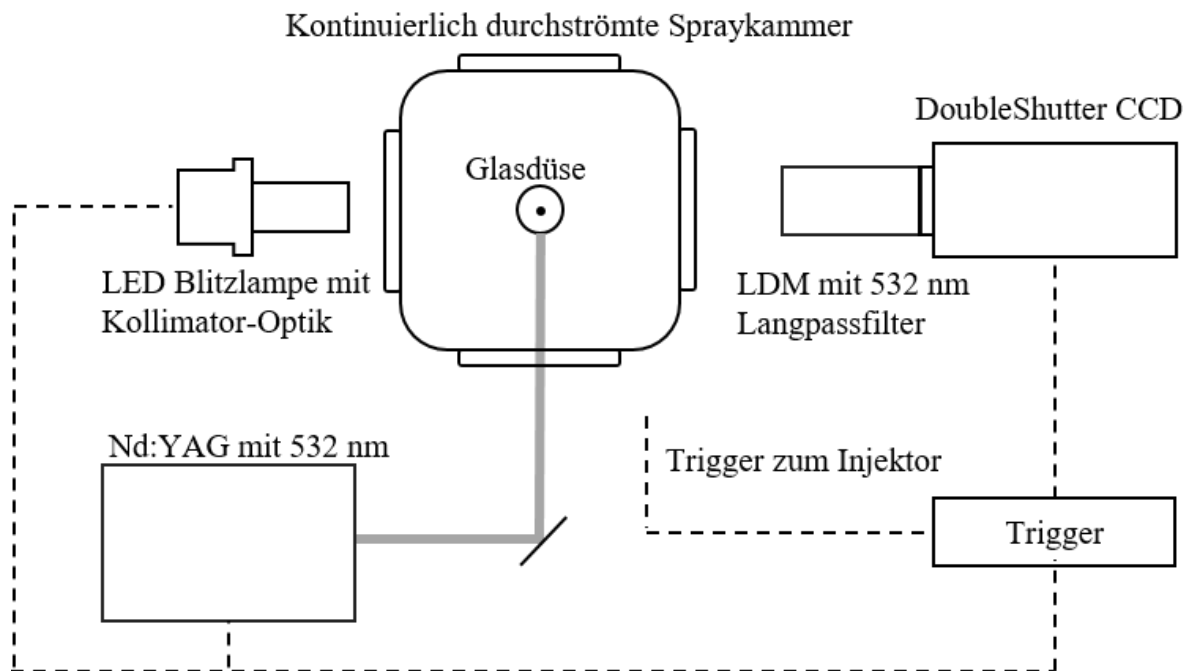 Kontinuierlich durchströmte Spraykammer
DoubleShutter CCD
Glasdüse
LED Blitzlampe mit
Kollimator-Optik
LDM mit 532 nm
Langpassfilter
Nd:YAG mit 532 nm
Trigger zum Injektor
Trigger